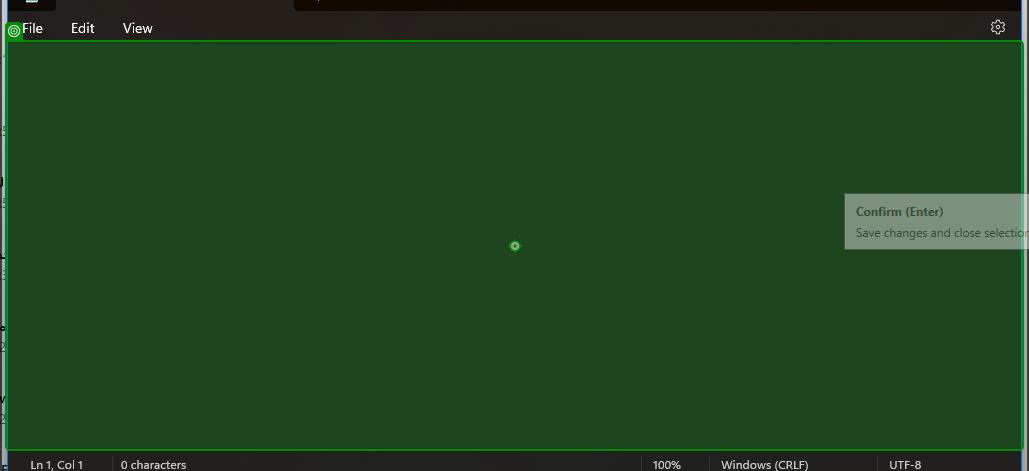 File Edit View
Confirm (Enter)
Save changes and close selection
Ln 1, Col 1 0 characters 100% Windows (CRLF) UTF-8